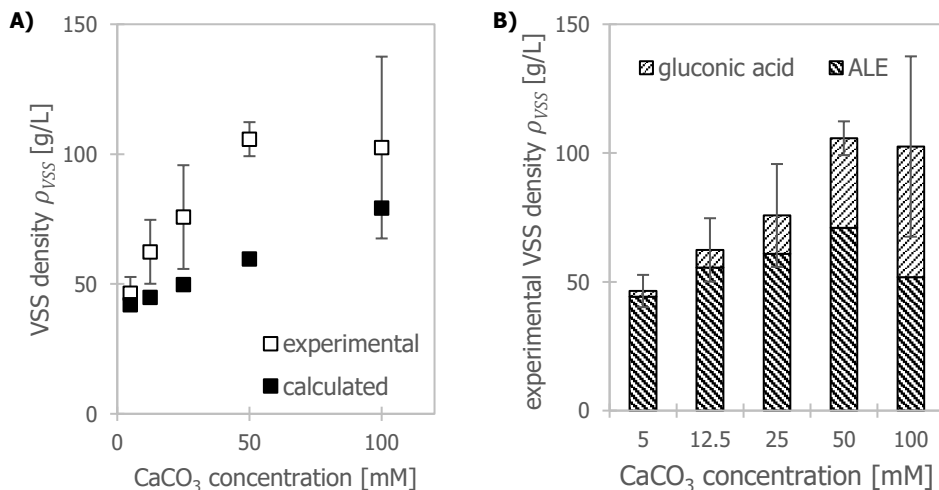 A)
VSS density ρVSS [g/L]
150
100
50
0
experimental
calculated
0 50 100
CaCO3 concentration [mM]
B)
experimental VSS density ρVSS [g/L]
150
100
50
0
gluconic acid ALE
5 12.5 25 50 100
CaCO3 concentration [mM]